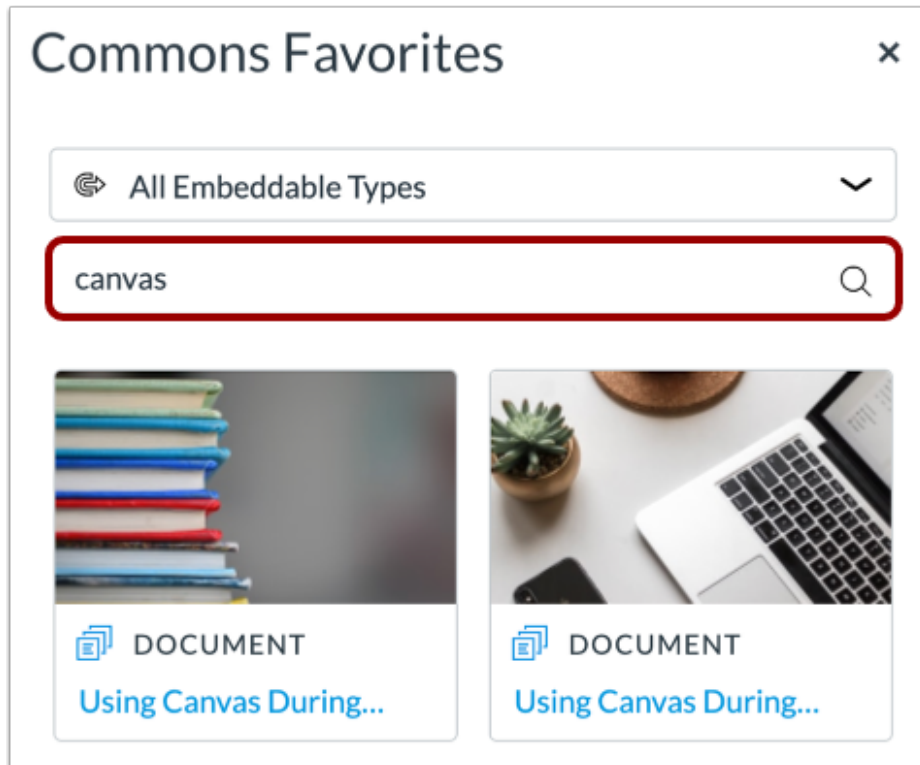 Commons Favorites
All Embeddable Types
canvas
DOCUMENT
Using Canvas During...
DOCUMENT
Using Canvas During...